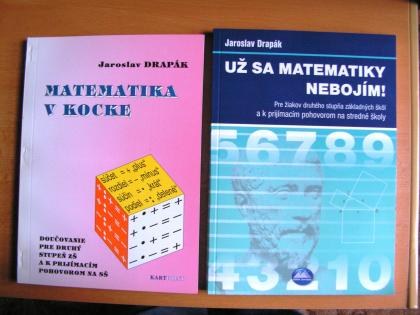 Jaroslav DRAPÁK
MATEMATIKA
V KOCKE
súčet = + „plus"
rozdiel = - „mínus"
súčin = • „krát"
podiel = : „delené"
DOUČOVANIE
PRE DRUHÝ
STUPEŇ ZŠ
A K PRIJÍMACÍM
POHOVOROM NA SŠ
Jaroslav Drapák
UŽ SA MATEMATIKY
NEBOJÍM!
Pre žiakov druhého stupňa základných škôl
a k prijímacím pohovorom na stredné školy
56789
43210